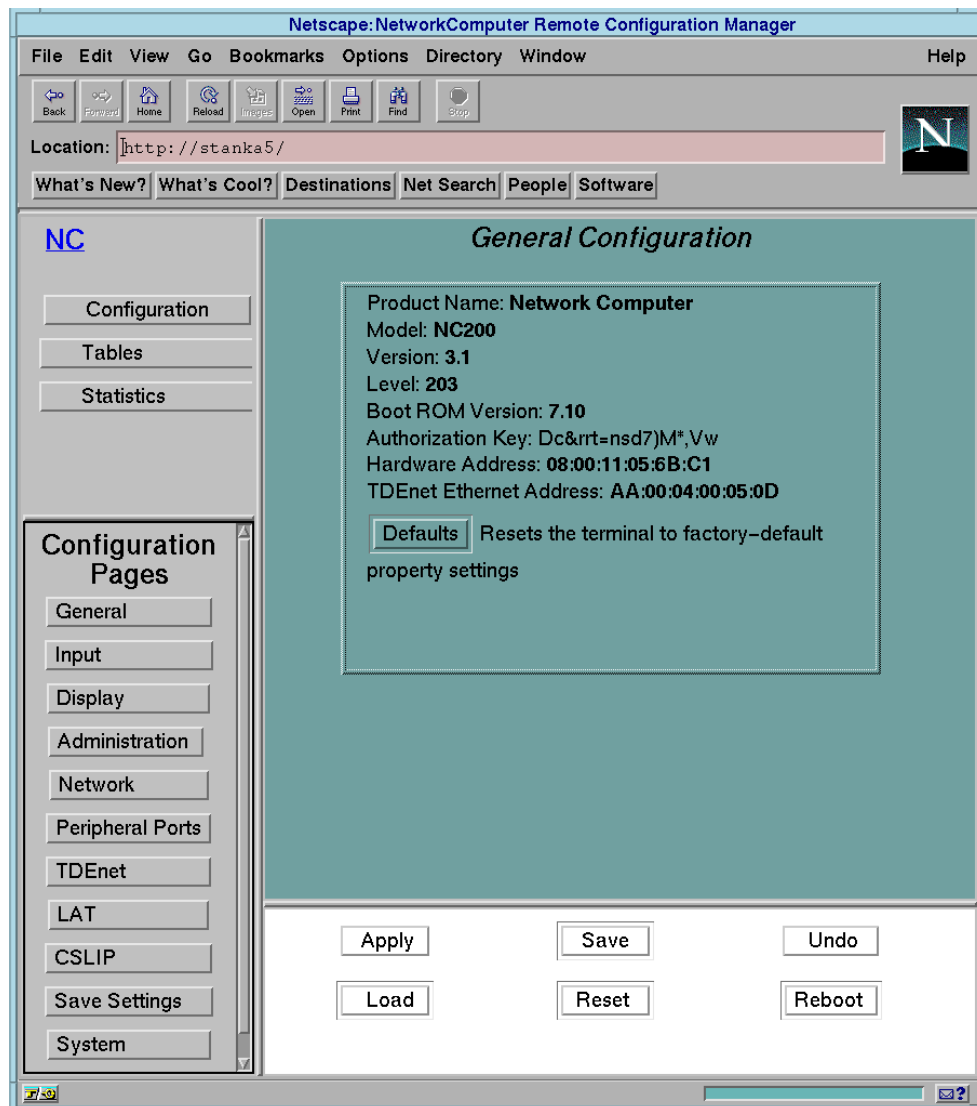 Netscape:NetworkComputer Remote Configuration Manager
File Edit View Go Bookmarks Options Directory Window Help
Back Forward Home Reload Images Open Print Find Stop
Location: http://stanka5/
N
What's New? What's Cool? Destinations Net Search People Software
NC
Configuration
Tables
Statistics
Configuration
Pages
General
Input
Display
Administration
Network
Peripheral Ports
TDEnet
LAT
CSLIP
Save Settings
System
General Configuration
Product Name: Network Computer
Model: NC200
Version: 3.1
Level: 203
Boot ROM Version: 7.10
Authorization Key: Dc&rrt=nsd7)M*,Vw
Hardware Address: 08:00:11:05:6B:C1
TDEnet Ethernet Address: AA:00:04:00:05:0D
Defaults Resets the terminal to factory–default
property settings
Apply Save Undo
Load Reset Reboot
?